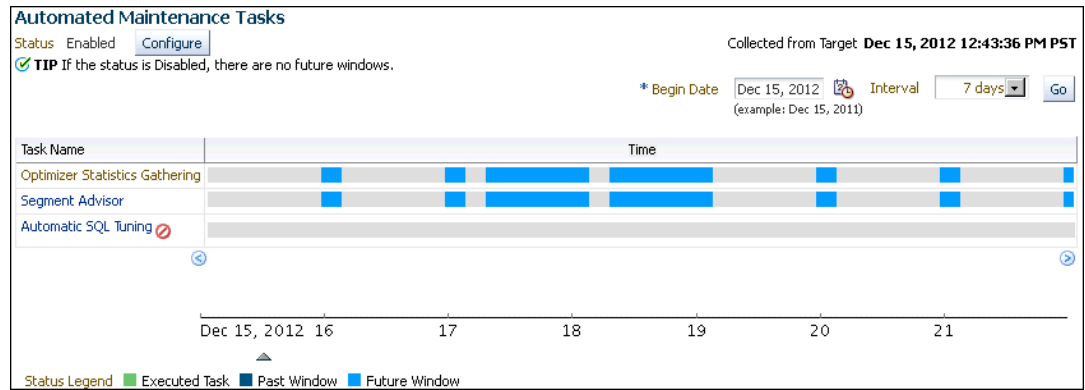 Automated Maintenance Tasks
Status Enabled Configure
Collected from Target Dec 15, 2012 12:43:36 PM PST
TIP If the status is Disabled, there are no future windows.
* Begin Date Dec 15, 2012 Interval 7 days Go
(example: Dec 15, 2011)
Task Name Time
Optimizer Statistics Gathering
Segment Advisor
Automatic SQL Tuning
Dec 15, 2012 16 17 18 19 20 21
Status Legend Executed Task Past Window Future Window